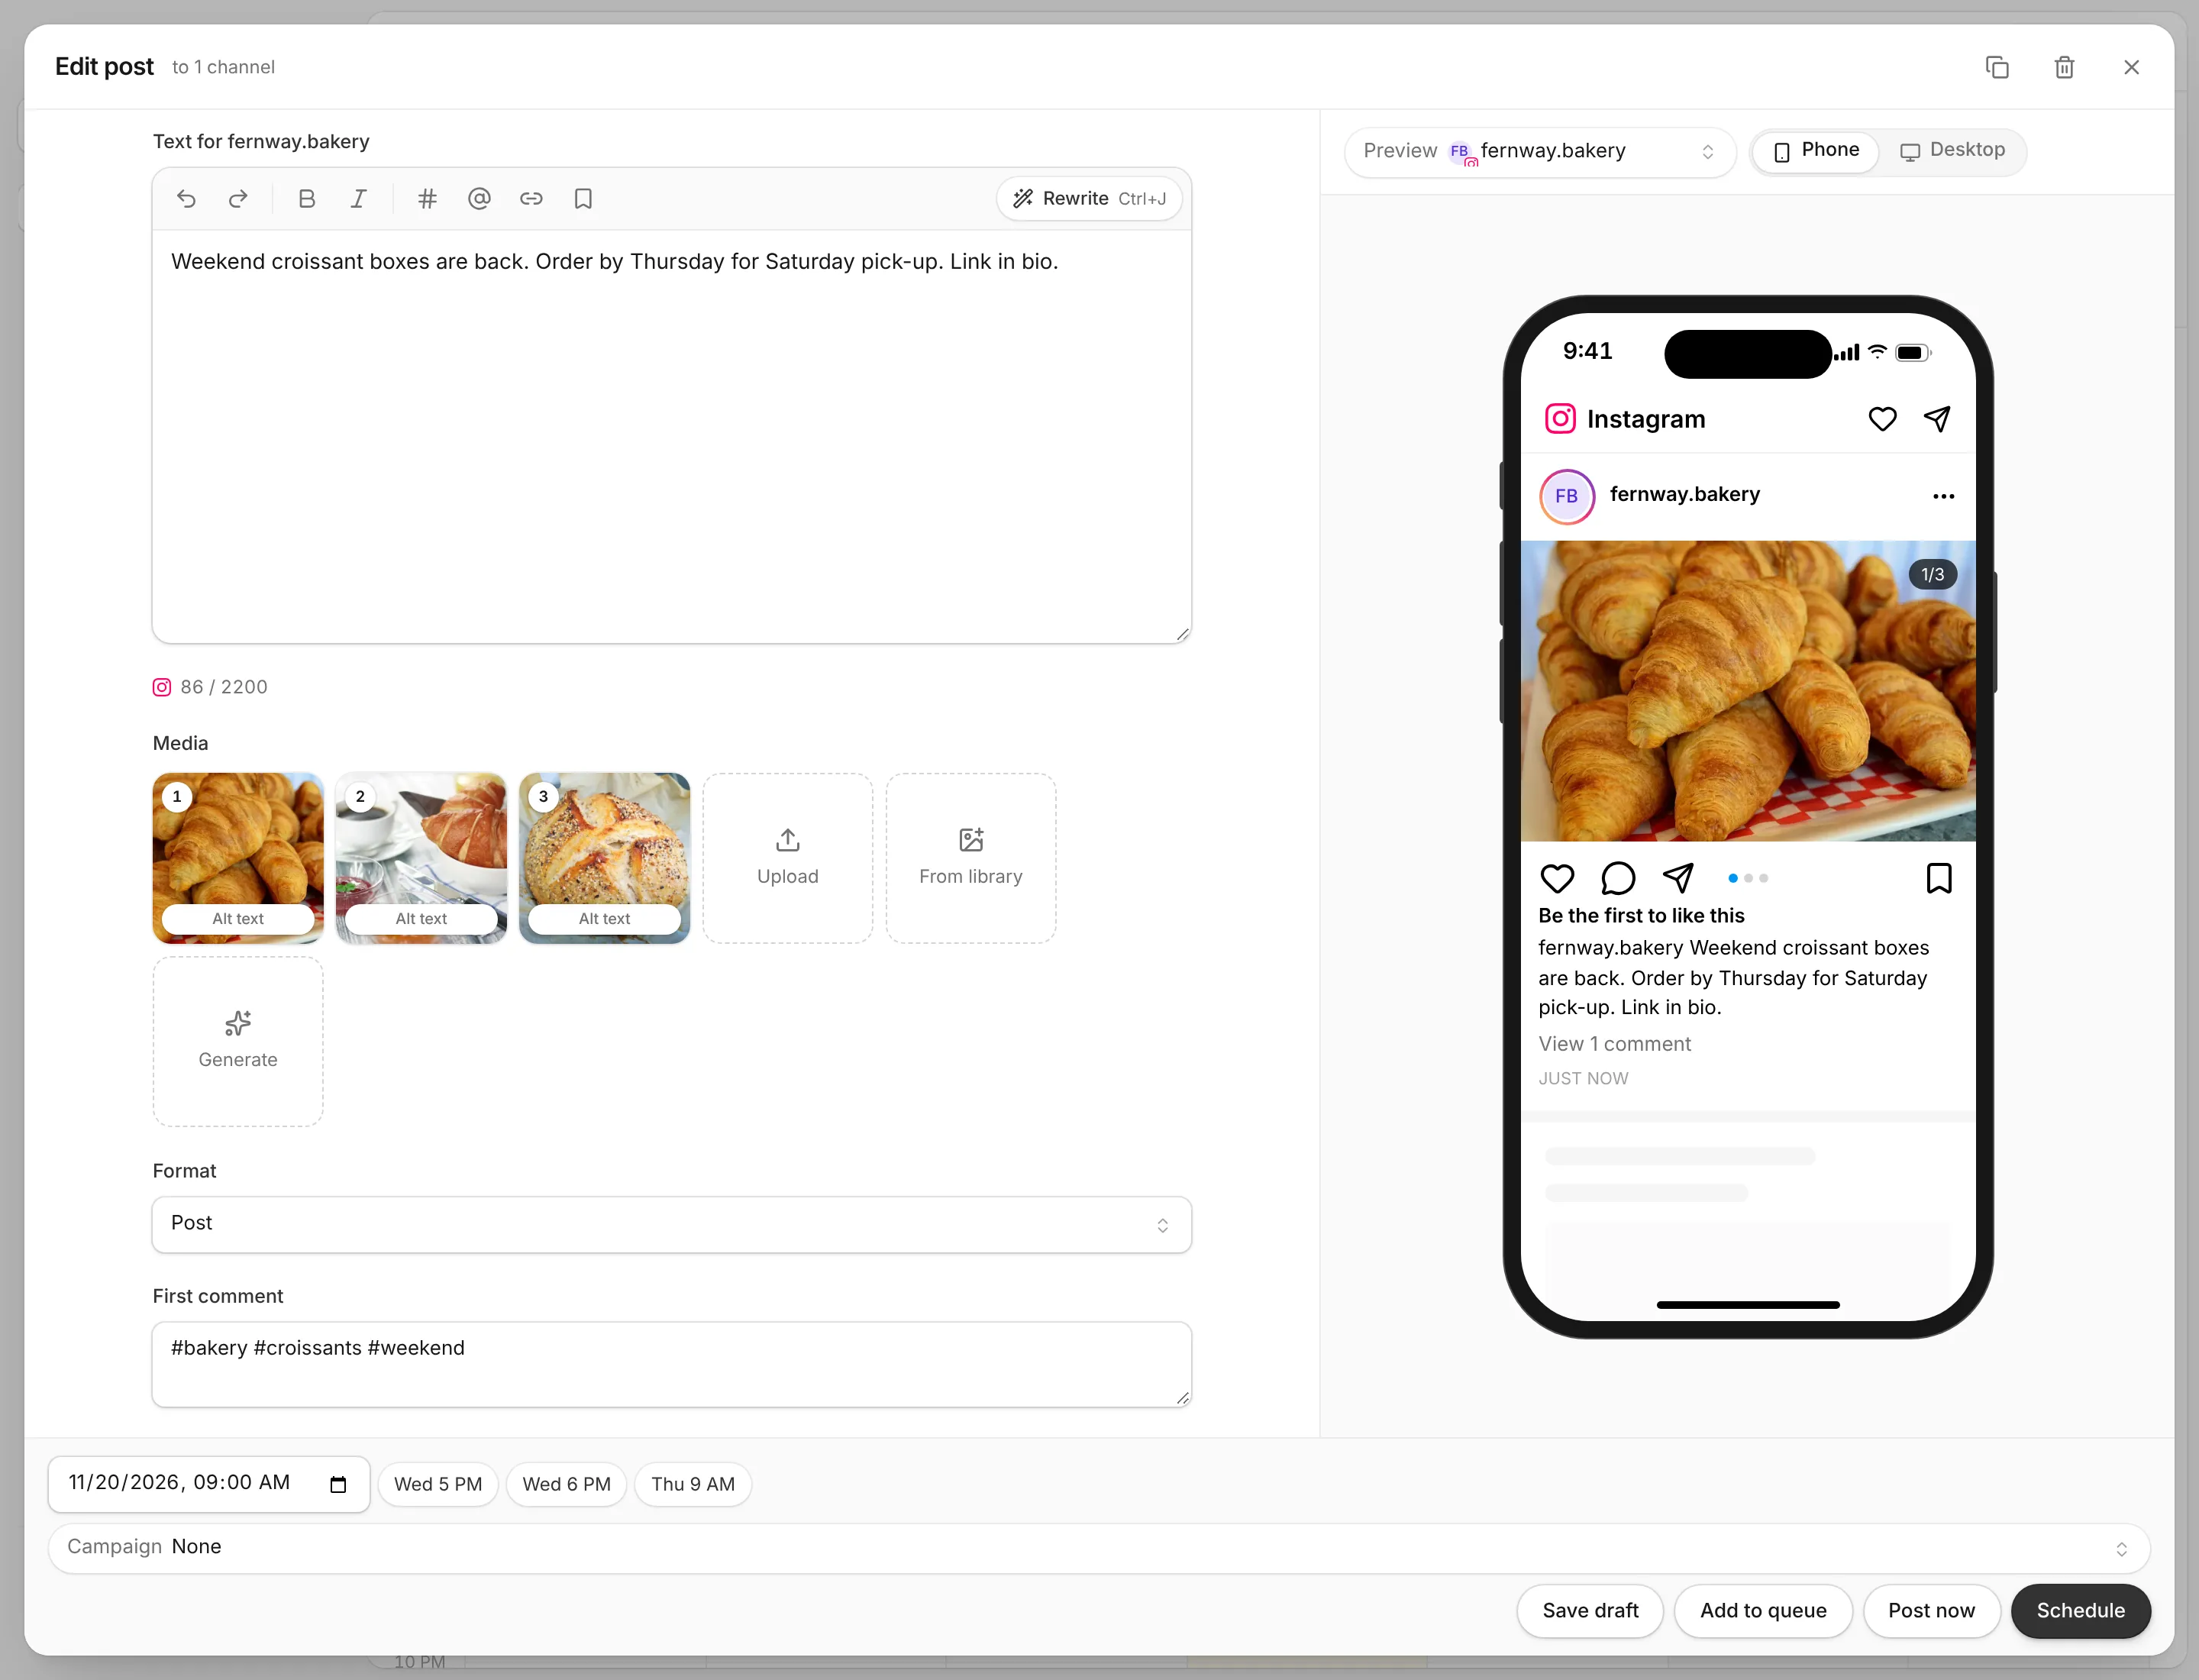 Edit post to 1 channel
Text for fernway.bakery
Rewrite Ctrl+J
Weekend croissant boxes are back. Order by Thursday for Saturday pick-up. Link in bio.
86 / 2200
Media
1
Alt text
2
Alt text
3
Alt text
Upload
From library
Generate
Format
Post
First comment
#bakery #croissants #weekend
Preview FB fernway.bakery
Phone
Desktop
9:41
Instagram
FB fernway.bakery
1/3
Be the first to like this
fernway.bakery Weekend croissant boxes
are back. Order by Thursday for Saturday
pick-up. Link in bio.
View 1 comment
JUST NOW
11/20/2026, 09:00 AM
Wed 5 PM
Wed 6 PM
Thu 9 AM
Campaign None
Save draft
Add to queue
Post now
Schedule
10 PM